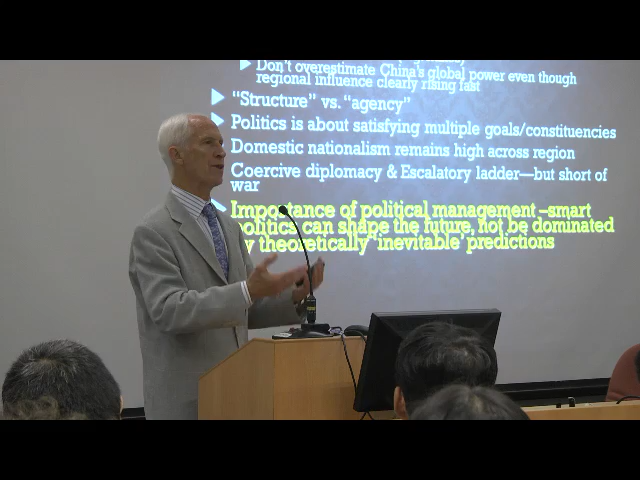 Don't overestimate China's global power even though
regional influence clearly rising fast
"Structure" vs. "agency"
Politics is about satisfying multiple goals/constituencies
Domestic nationalism remains high across region
Coercive diplomacy & Escalatory ladder—but short of
war
Importance of political management –smart
politics can shape the future, not be dominated
by theoretically 'inevitable' predictions